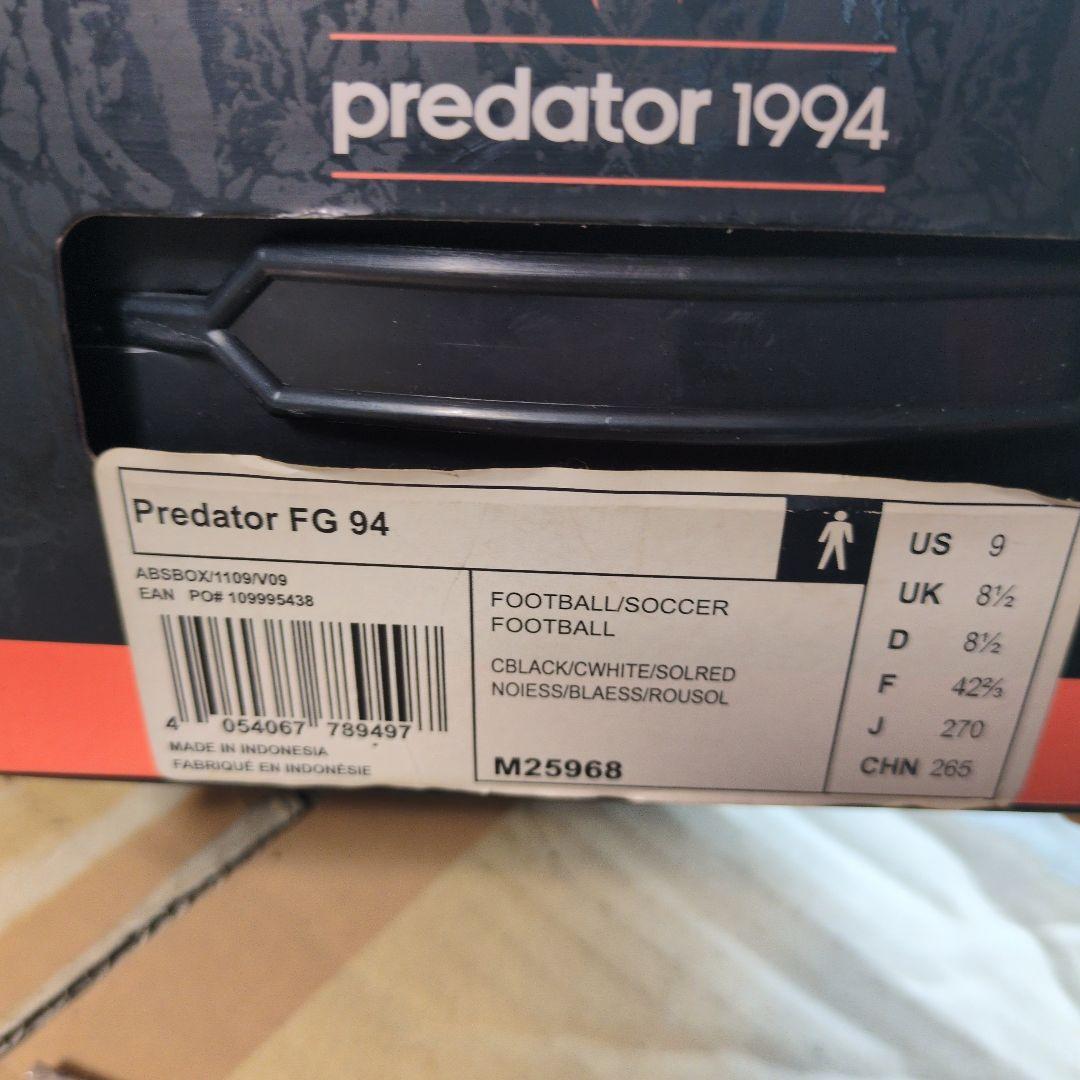 predator 1994
Predator FG 94
ABSBOX/1109/V09
EAN PO# 109995438
4 054067 789497
MADE IN INDONESIA
FABRIQUÉ EN INDONÉSIE
FOOTBALL/SOCCER
FOOTBALL
CBLACK/CWHITE/SOLRED
NOIESS/BLAESS/ROUSOL
M25968
US 9
UK 8½
D 8½
F 42⅔
J 270
CHN 265